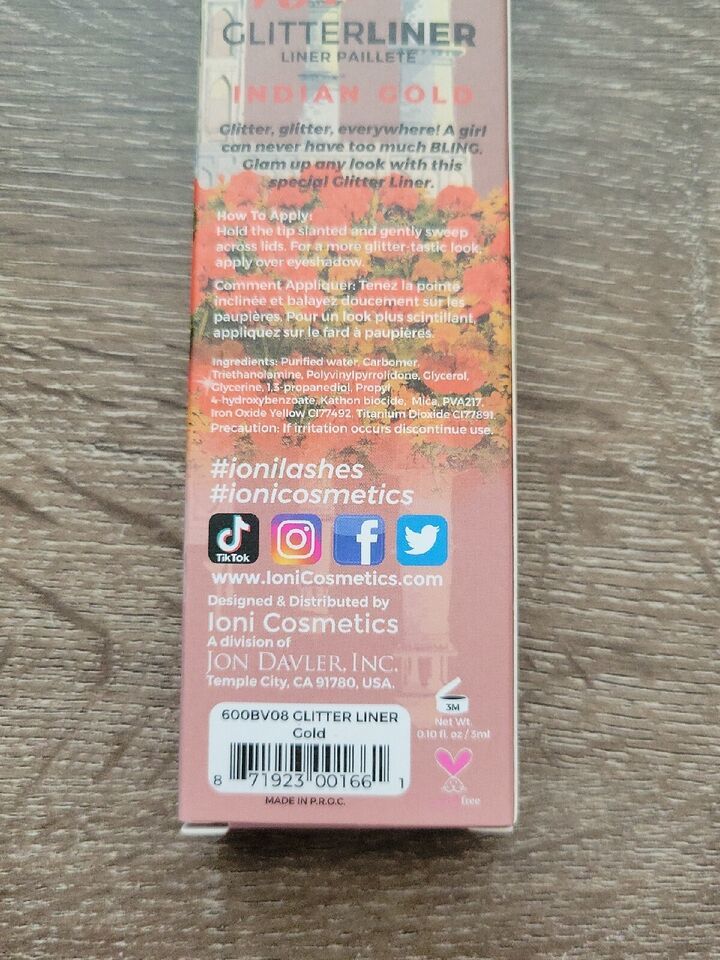 GLITTERLINER
LINER PAILLETÉ
INDIAN GOLD
Glitter, glitter, everywhere! A girl
can never have too much BLING.
Glam up any look with this
special Glitter Liner.
How To Apply:
Hold the tip slanted and gently sweep
across lids. For a more glitter-tastic look,
apply over eyeshadow.
Comment Appliquer: Tenez la pointe
inclinée et balayez doucement sur les
paupières. Pour un look plus scintillant,
appliquez sur le fard à paupières.
Ingredients: Purified water, Carbomer,
Triethanolamine, Polyvinylpyrrolidone, Glycerol,
Glycerine, 1,3-propanediol, Propyl
4-hydroxybenzoate, Kathon biocide, Mica, PVA217,
Iron Oxide Yellow CI77492, Titanium Dioxide CI77891.
Precaution: If irritation occurs discontinue use.
#ionilashes
#ionicosmetics
TikTok
www.IoniCosmetics.com
Designed & Distributed by
Ioni Cosmetics
A division of
JON DAVLER, INC.
Temple City, CA 91780, USA.
3M
Net Wt.
0.10 fl. oz / 3ml
600BV08 GLITTER LINER
Gold
8 71923 00166 1
MADE IN P.R.O.C.
free